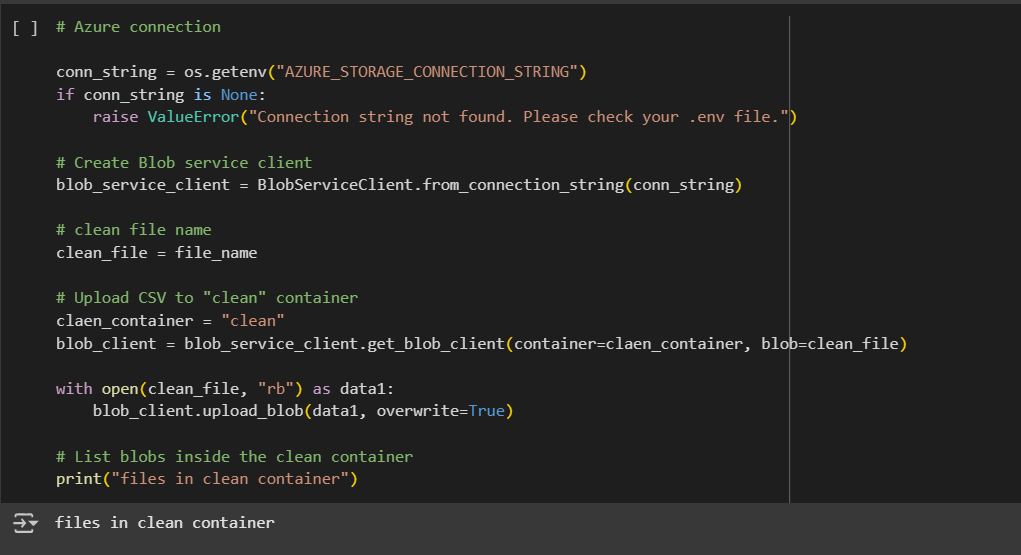 [ ] # Azure connection
conn_string = os.getenv("AZURE_STORAGE_CONNECTION_STRING")
if conn_string is None:
    raise ValueError("Connection string not found. Please check your .env file.")
# Create Blob service client
blob_service_client = BlobServiceClient.from_connection_string(conn_string)
# clean file name
clean_file = file_name
# Upload CSV to "clean" container
claen_container = "clean"
blob_client = blob_service_client.get_blob_client(container=claen_container, blob=clean_file)
with open(clean_file, "rb") as data1:
    blob_client.upload_blob(data1, overwrite=True)
# List blobs inside the clean container
print("files in clean container")
files in clean container